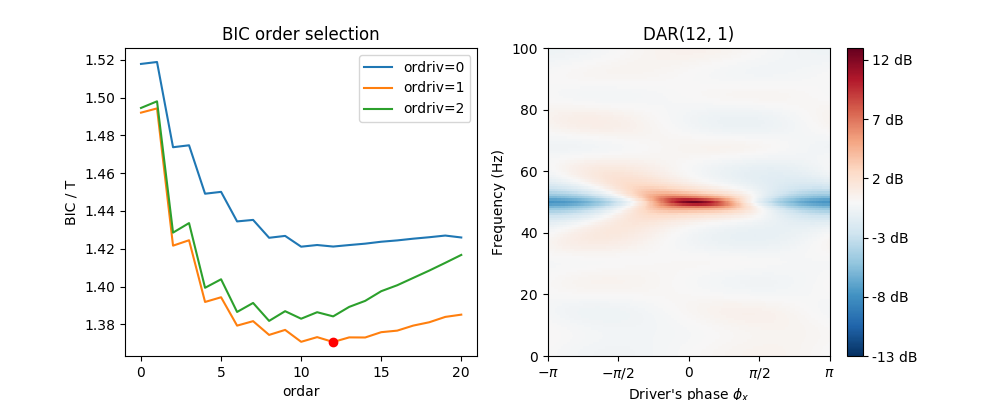 BIC order selection
BIC / T
1.52
1.50
1.48
1.46
1.44
1.42
1.40
1.38
0
5
10
15
20
ordar
ordriv=0
ordriv=1
ordriv=2
DAR(12, 1)
Frequency (Hz)
100
80
60
40
20
0
−π
−π/2
0
π/2
π
Driver's phase ϕₓ
12 dB
7 dB
2 dB
-3 dB
-8 dB
-13 dB